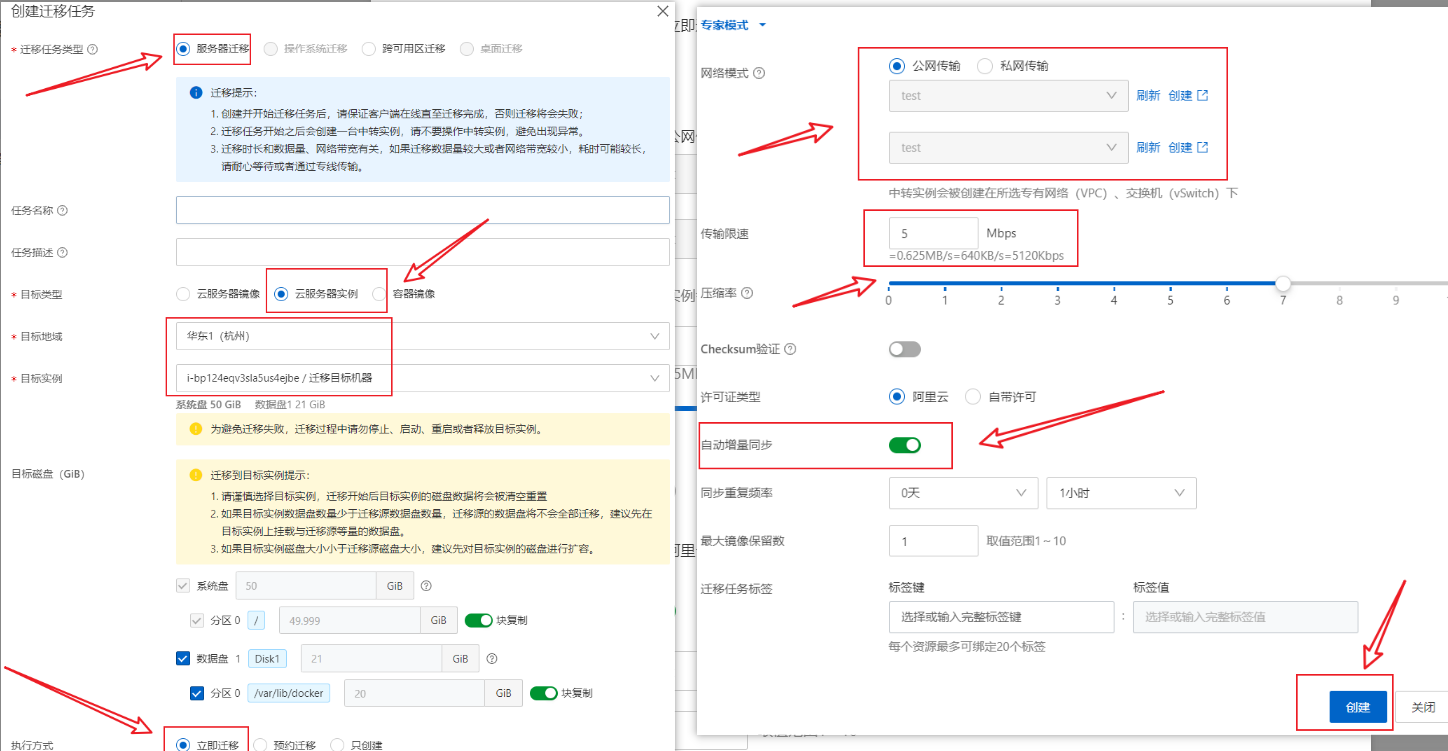 创建迁移任务
* 迁移任务类型
服务器迁移 操作系统迁移 跨可用区迁移 桌面迁移
迁移提示：
1. 创建并开始迁移任务后，请保证客户端在线直至迁移完成，否则迁移将会失败；
2. 迁移任务开始之后会创建一台中转实例，请不要操作中转实例，避免出现异常。
3. 迁移时长和数据量、网络带宽有关，如果迁移数据量较大或者网络带宽较小，耗时可能较长，
请耐心等待或者通过专线传输。
任务名称
任务描述
* 目标类型
云服务器镜像 云服务器实例 容器镜像
* 目标地域
华东1（杭州）
* 目标实例
i-bp124eqv3sla5us4ejbe / 迁移目标机器
系统盘 50 GiB 数据盘1 21 GiB
为避免迁移失败，迁移过程中请勿停止、启动、重启或者释放目标实例。
目标磁盘（GiB）
迁移到目标实例提示：
1. 请谨慎选择目标实例，迁移开始后目标实例的磁盘数据将会被清空重置
2. 如果目标实例数据盘数量少于迁移源数据盘数量，迁移源的数据盘将不会全部迁移，建议先在
目标实例上挂载与迁移源等量的数据盘。
3. 如果目标实例磁盘大小小于迁移源磁盘大小，建议先对目标实例的磁盘进行扩容。
系统盘 50 GiB
分区 0 / 49.999 GiB 块复制
数据盘 1 Disk1 21 GiB
分区 0 /var/lib/docker 20 GiB 块复制
执行方式
立即迁移 预约迁移 只创建
立即
公网
实例
5M
阿里
专家模式
网络模式
公网传输 私网传输
test 刷新 创建
test 刷新 创建
中转实例会被创建在所选专有网络（VPC）、交换机（vSwitch）下
传输限速
5 Mbps
=0.625MB/s=640KB/s=5120Kbps
压缩率
0 1 2 3 4 5 6 7 8 9
Checksum验证
许可证类型
阿里云 自带许可
自动增量同步
同步重复频率
0天 1小时
最大镜像保留数
1 取值范围1～10
迁移任务标签
标签键 标签值
选择或输入完整标签键 : 选择或输入完整标签值
每个资源最多可绑定20个标签
创建 关闭